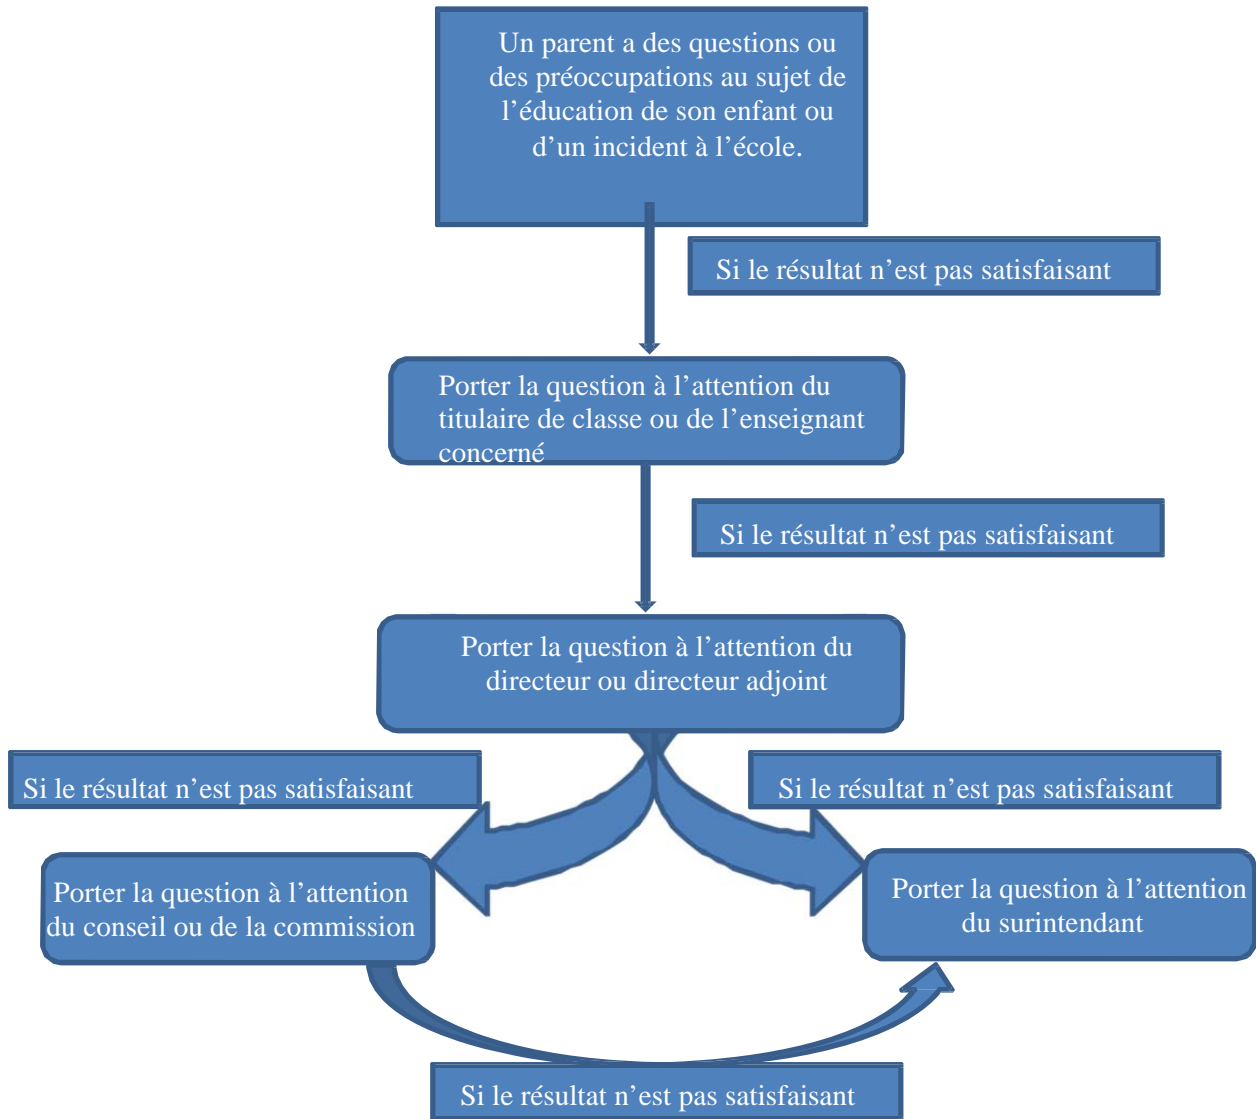 Un parent a des questions ou
des préoccupations au sujet de
l’éducation de son enfant ou
d’un incident à l’école.
Si le résultat n’est pas satisfaisant
Porter la question à l’attention du
titulaire de classe ou de l’enseignant
concerné
Si le résultat n’est pas satisfaisant
Porter la question à l’attention du
directeur ou directeur adjoint
Si le résultat n’est pas satisfaisant
Si le résultat n’est pas satisfaisant
Porter la question à l’attention
du conseil ou de la commission
Porter la question à l’attention
du surintendant
Si le résultat n’est pas satisfaisant